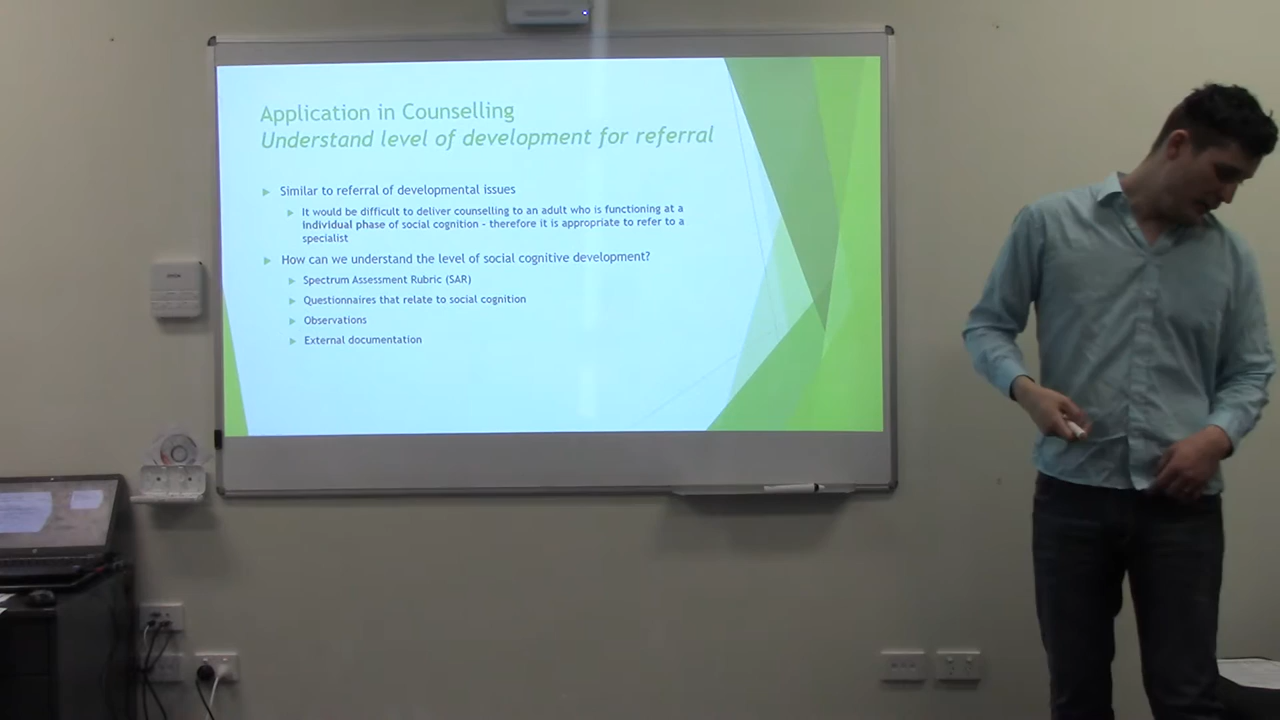 Application in Counselling
Understand level of development for referral
Similar to referral of developmental issues
It would be difficult to deliver counselling to an adult who is functioning at a
individual phase of social cognition - therefore it is appropriate to refer to a
specialist
How can we understand the level of social cognitive development?
Spectrum Assessment Rubric (SAR)
Questionnaires that relate to social cognition
Observations
External documentation
EPSON